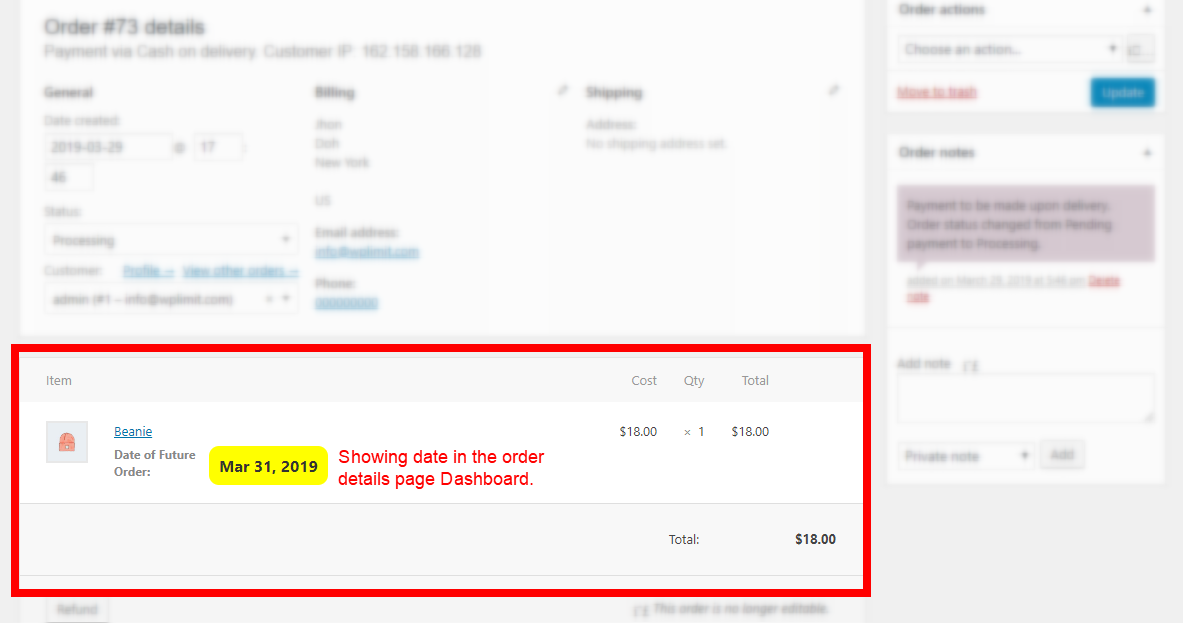 Order #73 details
Payment via Cash on delivery. Customer IP: 162.158.166.128
General
Date created:
2019-03-29 @ 17 :
46
Status:
Processing
Customer: Profile → View other orders →
admin (#1 – info@wplimit.com) ×
Billing
Jhon
Doh
New York
US
Email address:
info@wplimit.com
Phone:
Shipping
Address:
No shipping address set.
Order actions
Choose an action...
Move to trash
Update
Order notes
Payment to be made upon delivery.
Order status changed from Pending
payment to Processing.
added on March 29, 2019 at 5:46 pm Delete
note
Add note
Private note
Add
Item Cost Qty Total
Beanie $18.00 × 1 $18.00
Date of Future
Order:
Mar 31, 2019
Showing date in the order
details page Dashboard.
Total: $18.00
Refund
This order is no longer editable.